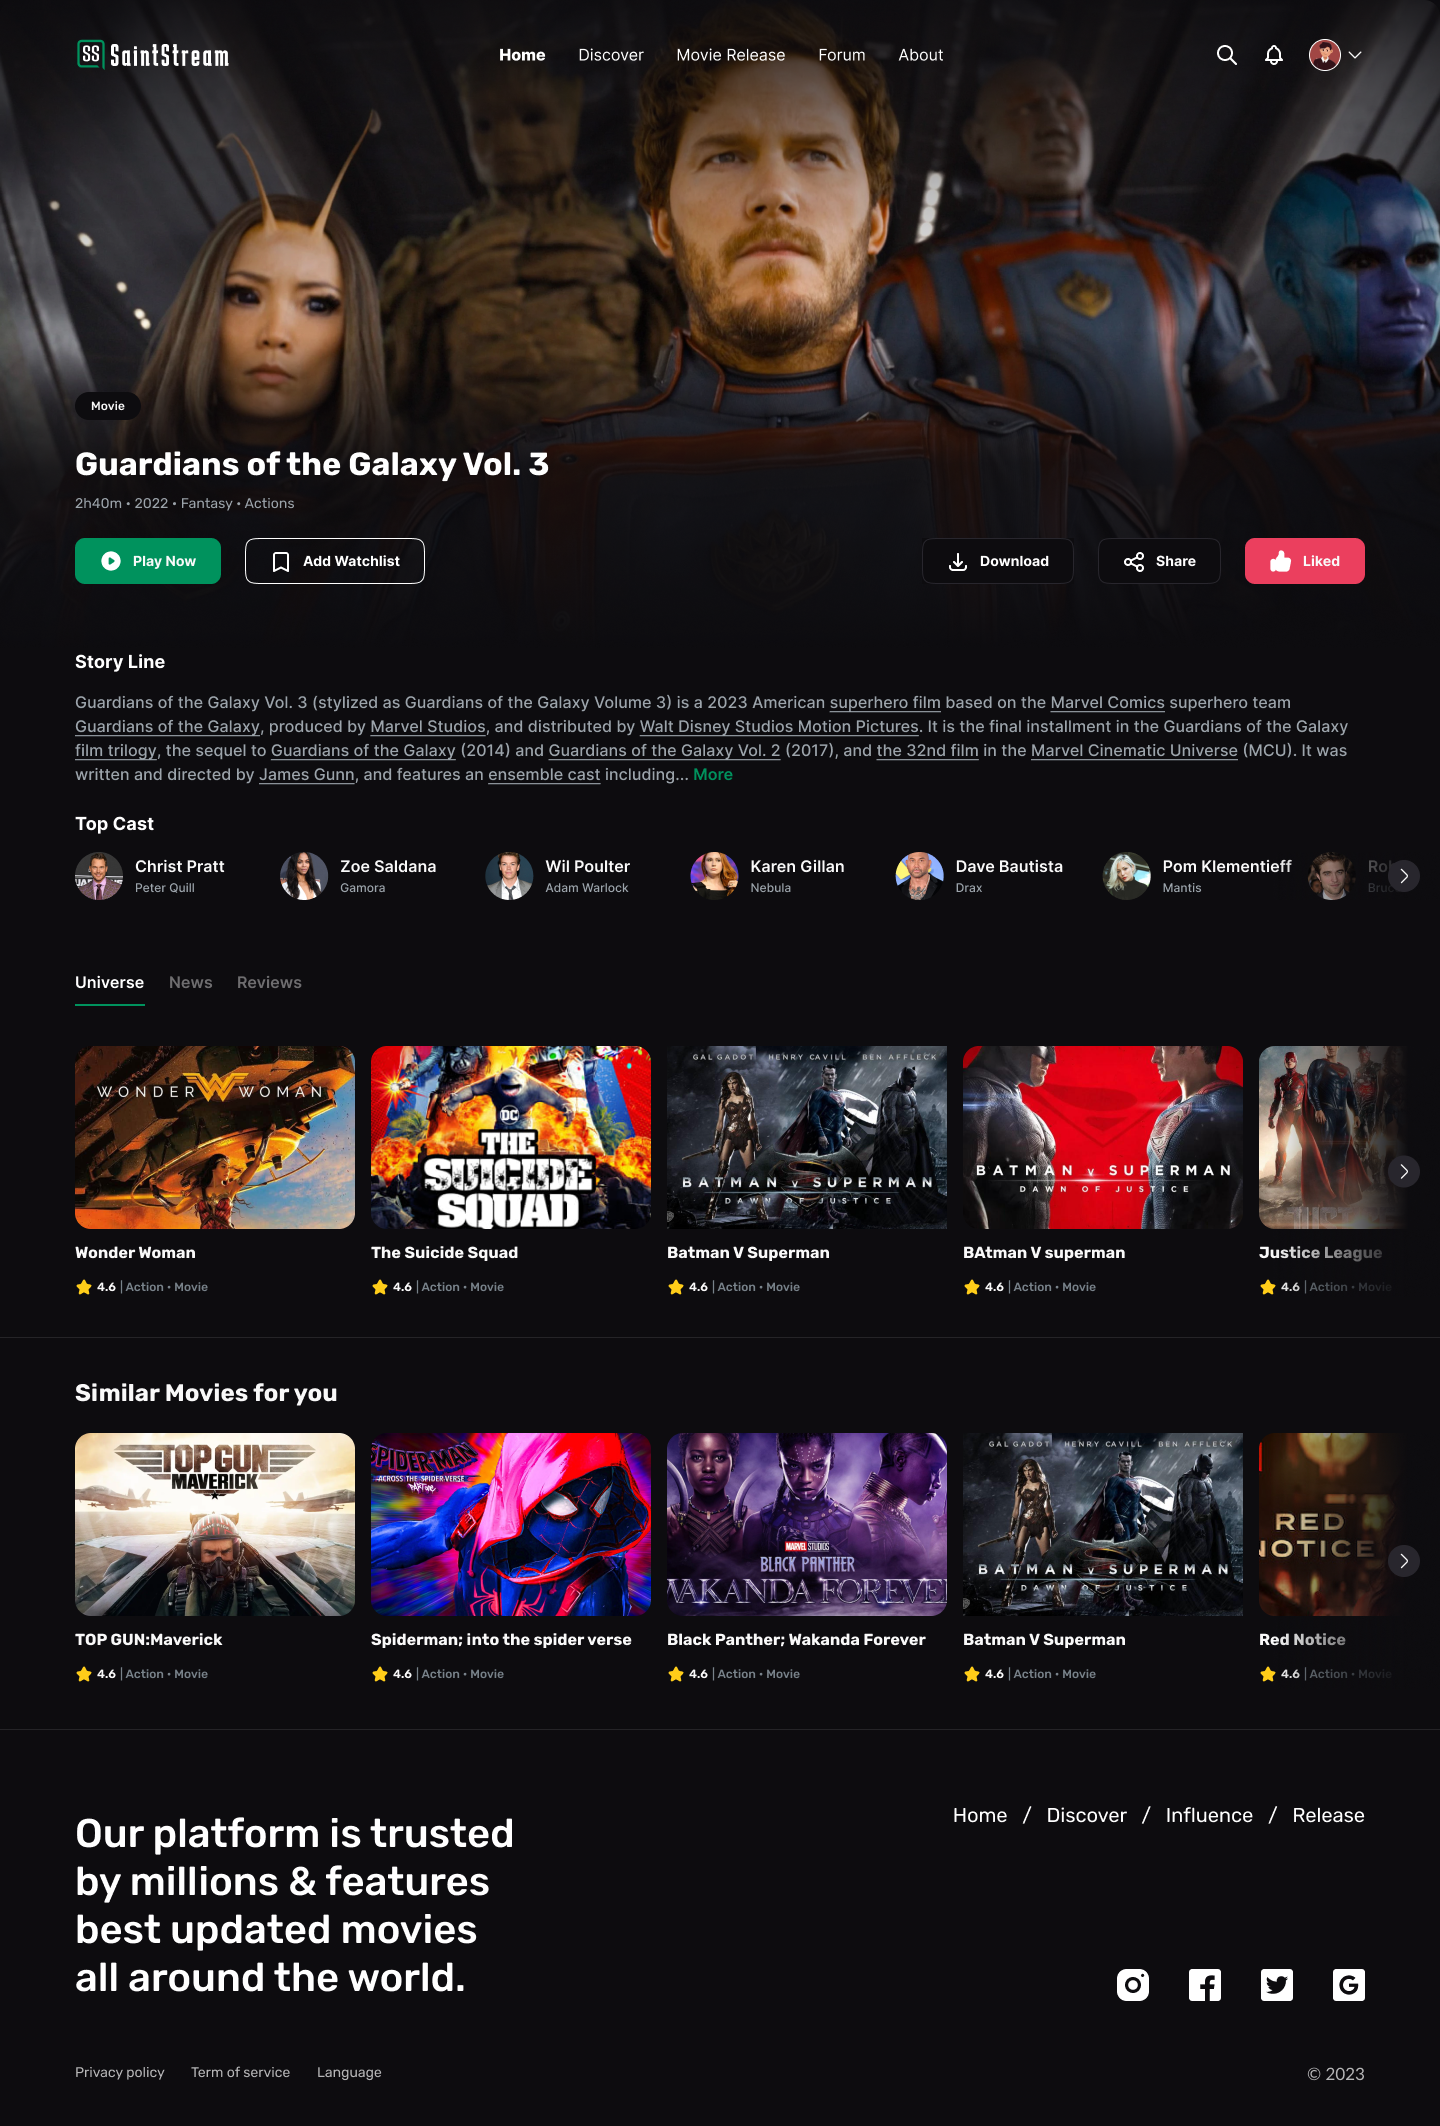 SS SaintStream
Home Discover Movie Release Forum About
Movie
Guardians of the Galaxy Vol. 3
2h40m • 2022 • Fantasy • Actions
Play Now Add Watchlist Download Share Liked
Story Line
Guardians of the Galaxy Vol. 3 (stylized as Guardians of the Galaxy Volume 3) is a 2023 American superhero film based on the Marvel Comics superhero team
Guardians of the Galaxy, produced by Marvel Studios, and distributed by Walt Disney Studios Motion Pictures. It is the final installment in the Guardians of the Galaxy
film trilogy, the sequel to Guardians of the Galaxy (2014) and Guardians of the Galaxy Vol. 2 (2017), and the 32nd film in the Marvel Cinematic Universe (MCU). It was
written and directed by James Gunn, and features an ensemble cast including... More
Top Cast
Christ Pratt Zoe Saldana Wil Poulter Karen Gillan Dave Bautista Pom Klementieff
Peter Quill Gamora Adam Warlock Nebula Drax Mantis
Universe News Reviews
WONDER WOMAN
DC
THE
SUICIDE
SQUAD
GAL GADOT HENRY CAVILL BEN AFFLECK
BATMAN v SUPERMAN
DAWN OF JUSTICE
BATMAN v SUPERMAN
DAWN OF JUSTICE
Wonder Woman The Suicide Squad Batman V Superman BAtman V superman Justice League
4.6 | Action • Movie 4.6 | Action • Movie 4.6 | Action • Movie 4.6 | Action • Movie 4.6 | Action • Movie
Similar Movies for you
TOP GUN
MAVERICK
SPIDER-MAN
ACROSS THE SPIDER-VERSE
PART ONE
MARVEL STUDIOS
BLACK PANTHER
WAKANDA FOREVER
GAL GADOT HENRY CAVILL BEN AFFLECK
BATMAN v SUPERMAN
DAWN OF JUSTICE
RED
NOTICE
TOP GUN:Maverick Spiderman; into the spider verse Black Panther; Wakanda Forever Batman V Superman Red Notice
4.6 | Action • Movie 4.6 | Action • Movie 4.6 | Action • Movie 4.6 | Action • Movie 4.6 | Action • Movie
Our platform is trusted
by millions & features
best updated movies
all around the world.
Home / Discover / Influence / Release
Privacy policy Term of service Language
© 2023